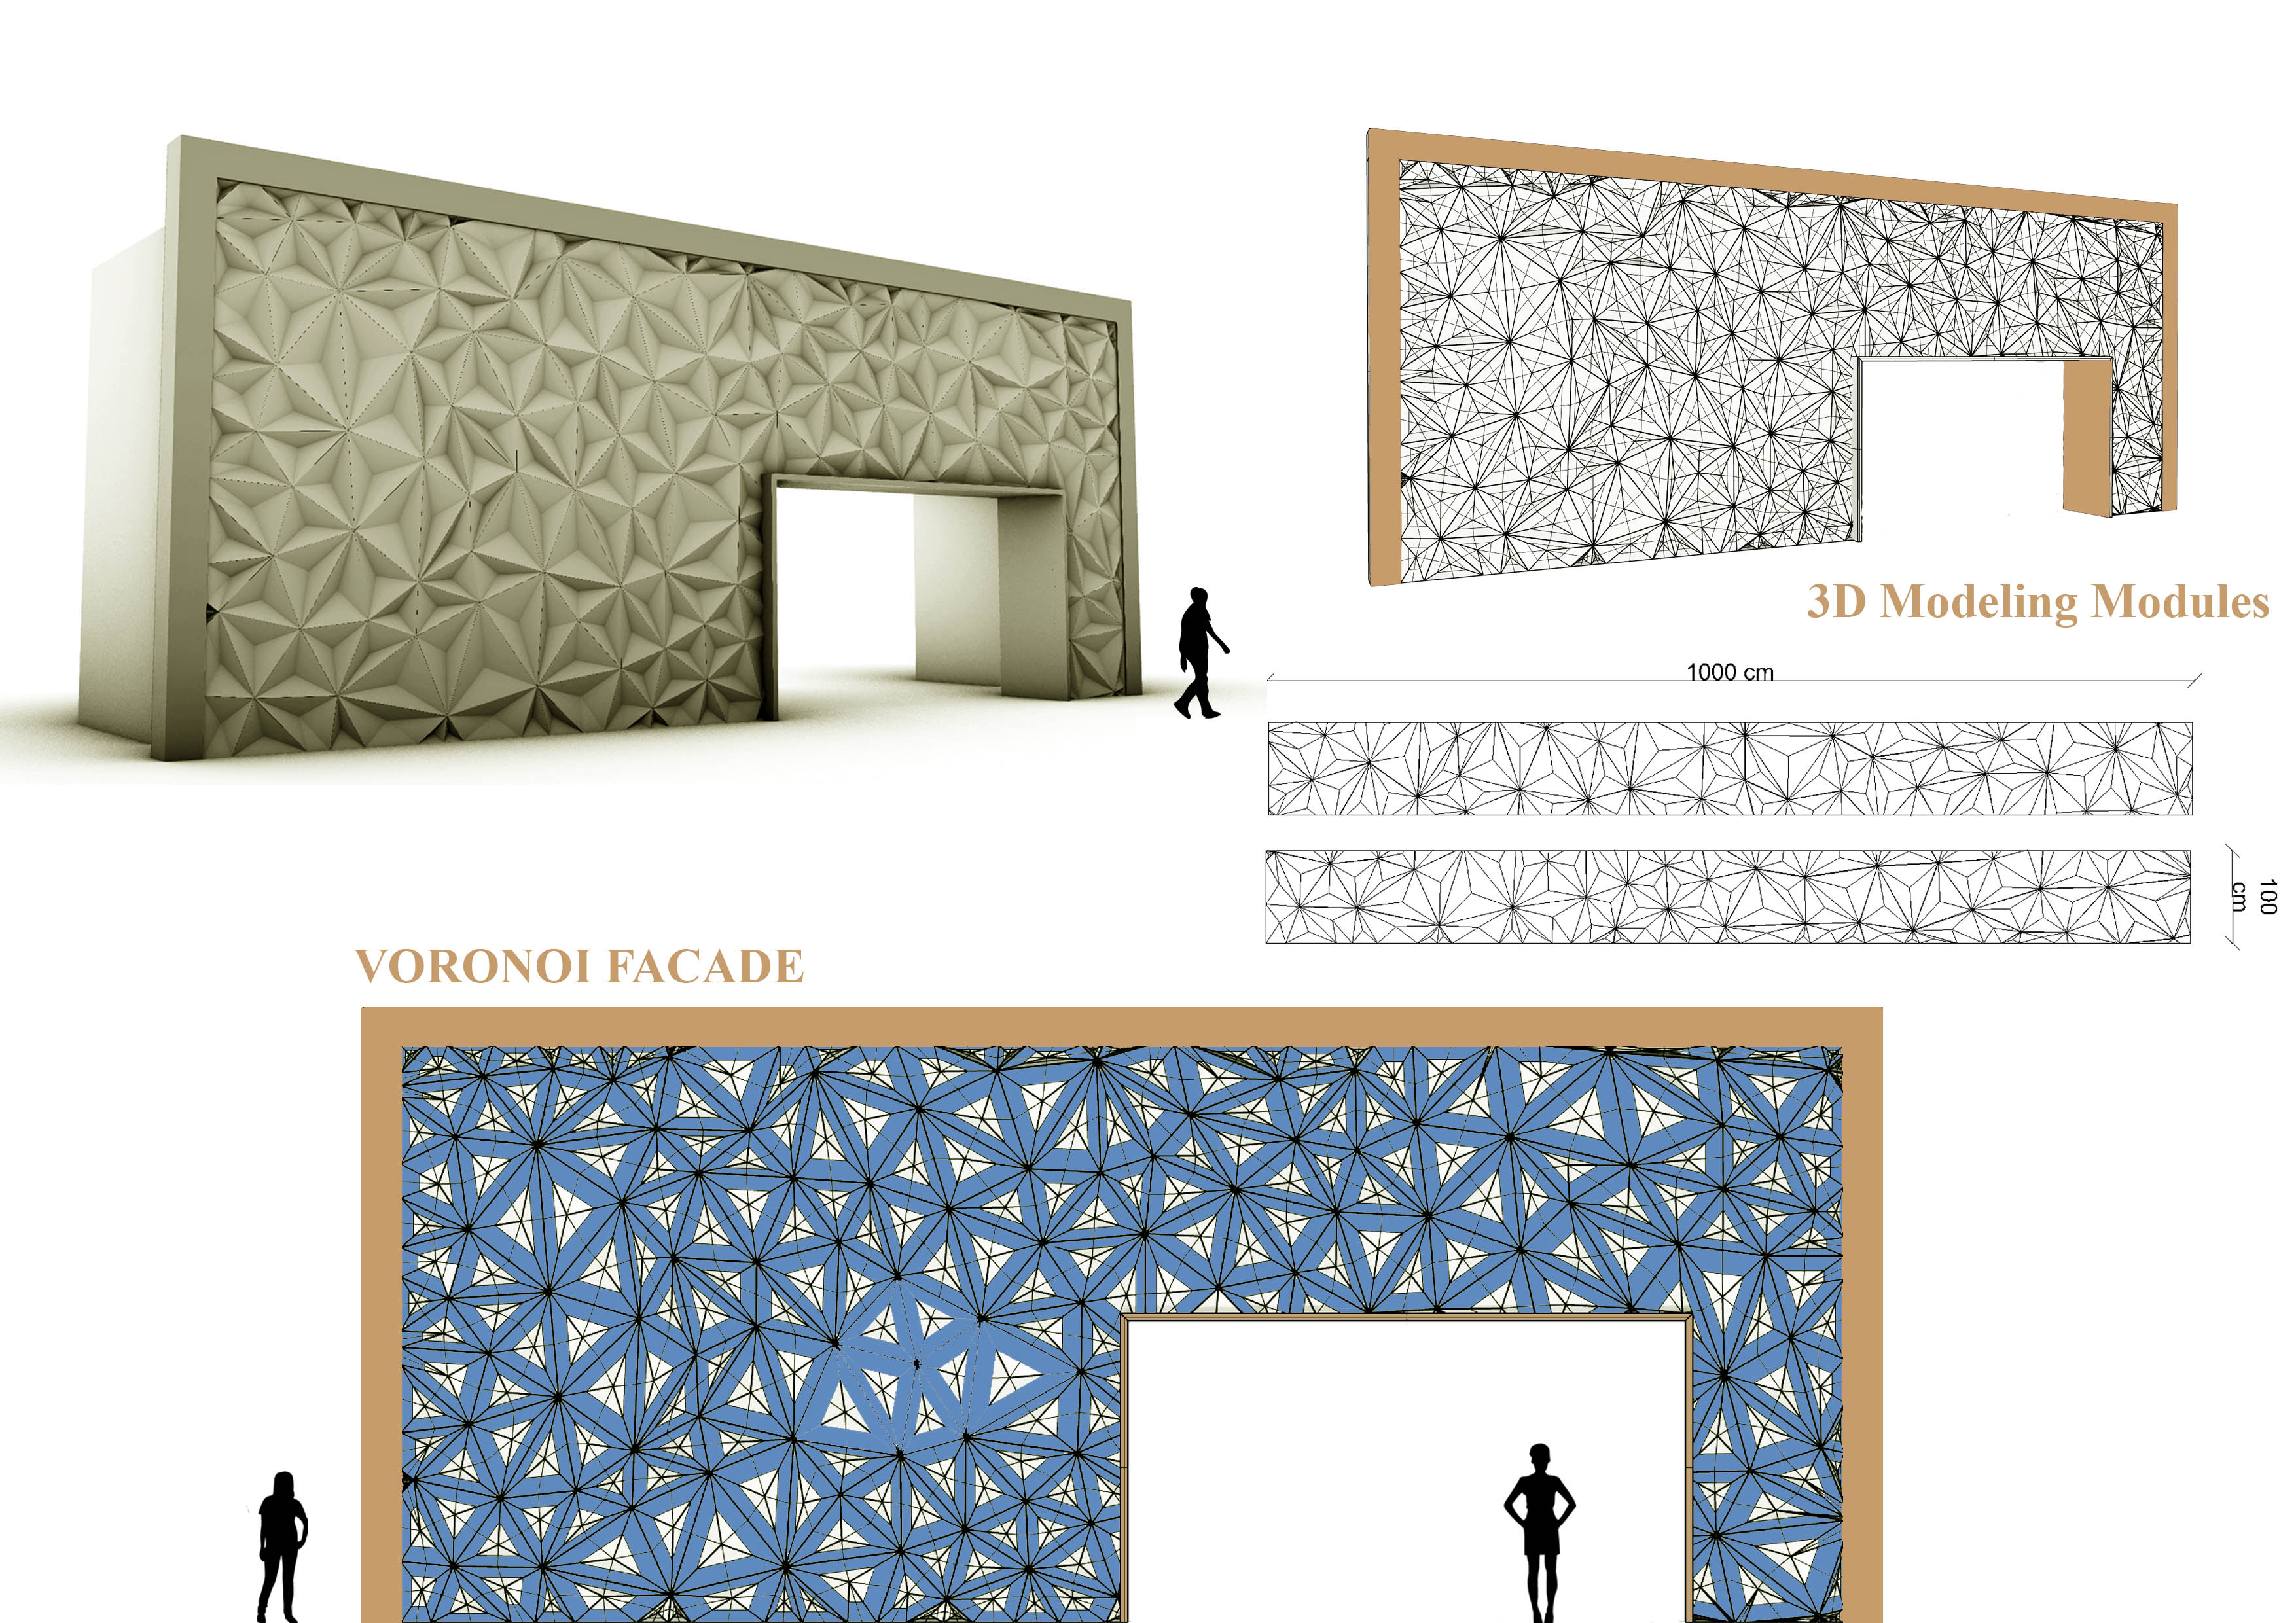 3D Modeling Modules
1000 cm
100
cm
VORONOI FACADE